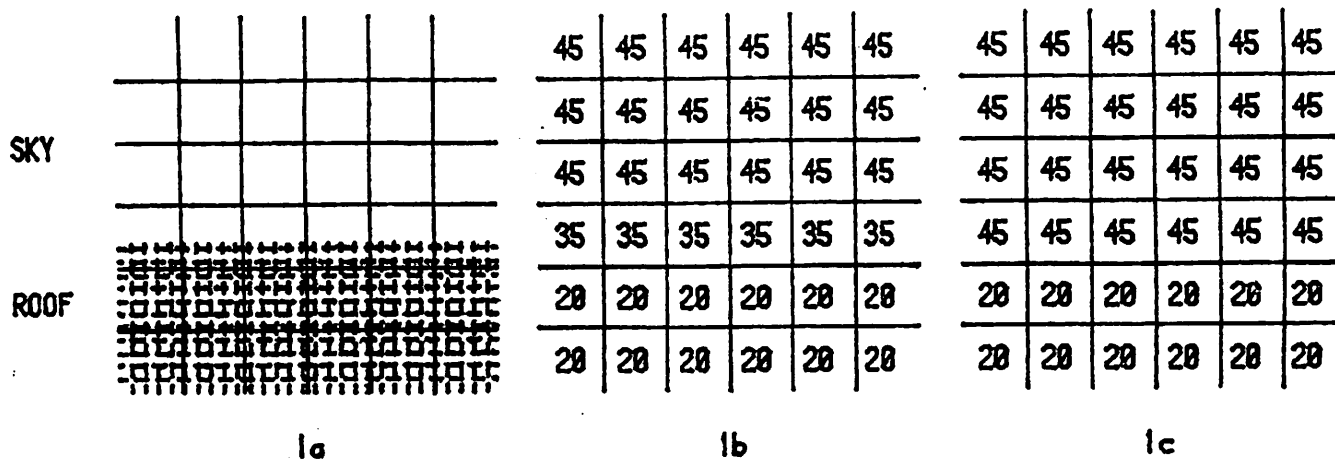 45 45 45 45 45 45 45 45 45 45 45 45
45 45 45 45 45 45 45 45 45 45 45 45
SKY 45 45 45 45 45 45 45 45 45 45 45 45
35 35 35 35 35 35 45 45 45 45 45 45
ROOF 20 20 20 20 20 20 20 20 20 20 26 20
20 20 20 20 20 20 20 20 20 20 20 20
1a 1b 1c